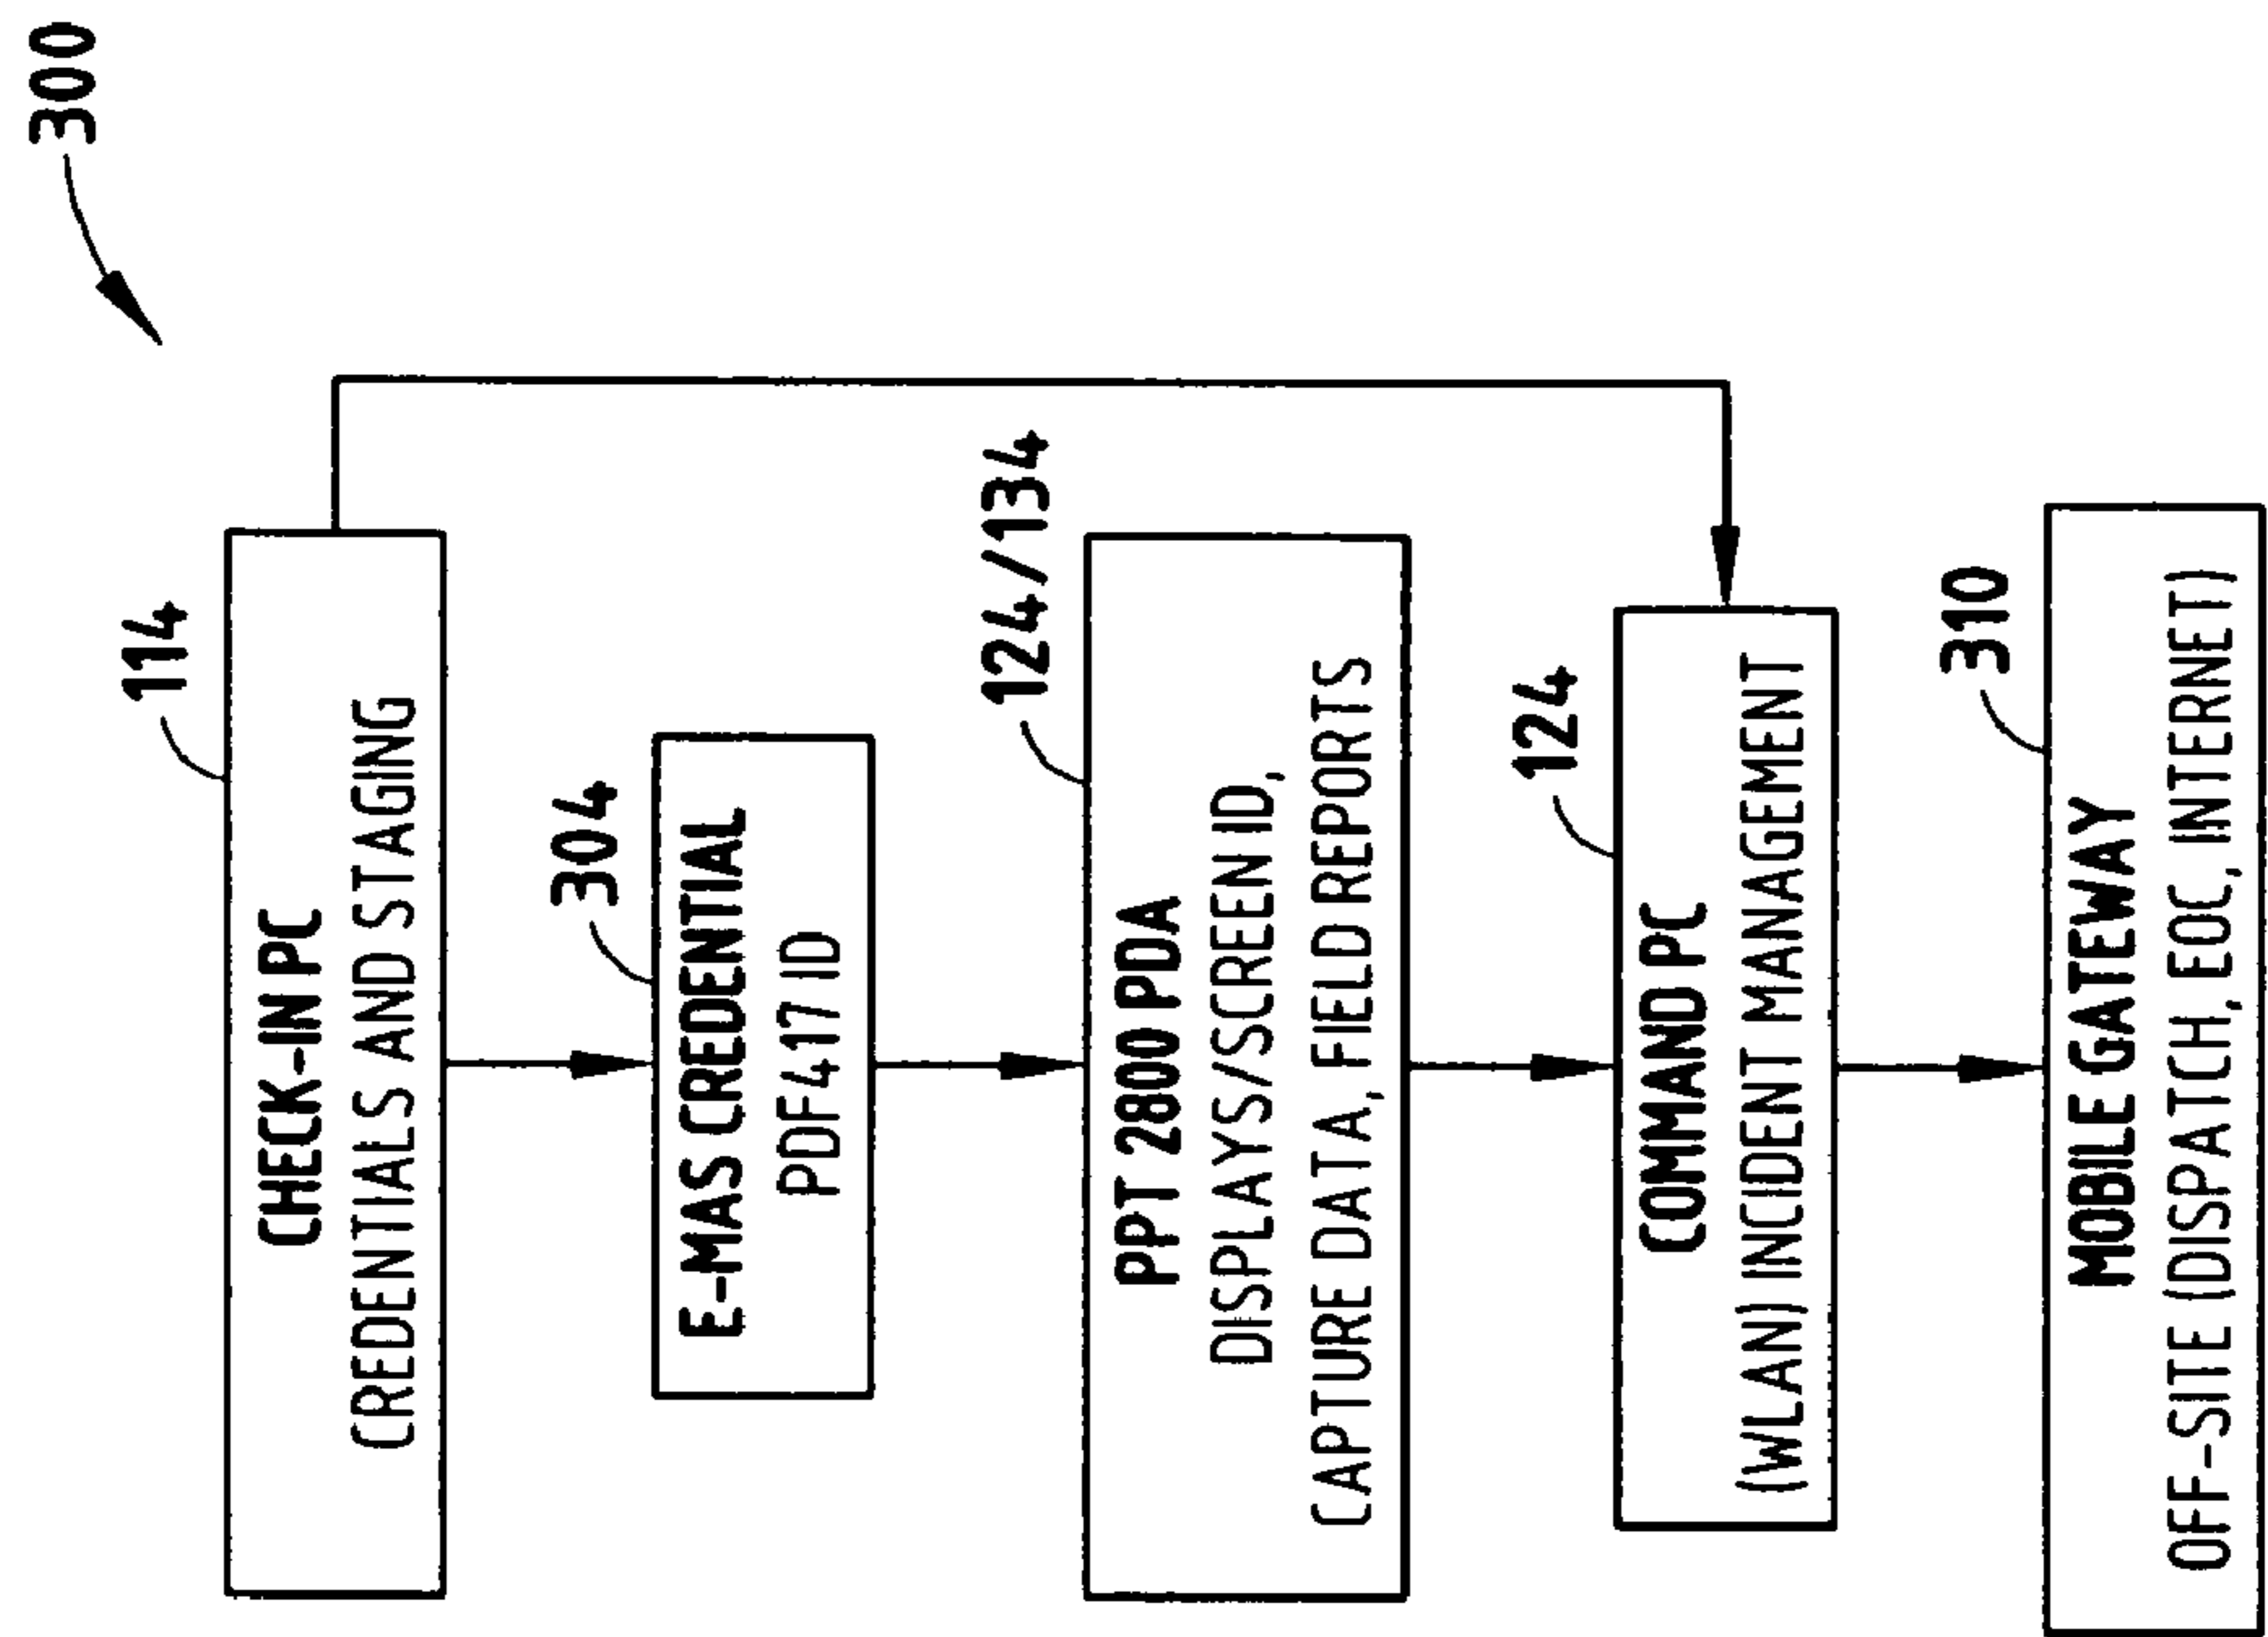 300
114
CHECK-IN PC
CREDENTIALS AND STAGING
304
E-MAS CREDENTIAL
PDF417 ID
124/134
PPT 2800 PDA
DISPLAYS/SCREEN ID,
CAPTURE DATA, FIELD REPORTS
124
COMMAND PC
(WLAN) INCIDENT MANAGEMENT
310
MOBILE GATEWAY
OFF-SITE (DISPATCH, EOC, INTERNET)